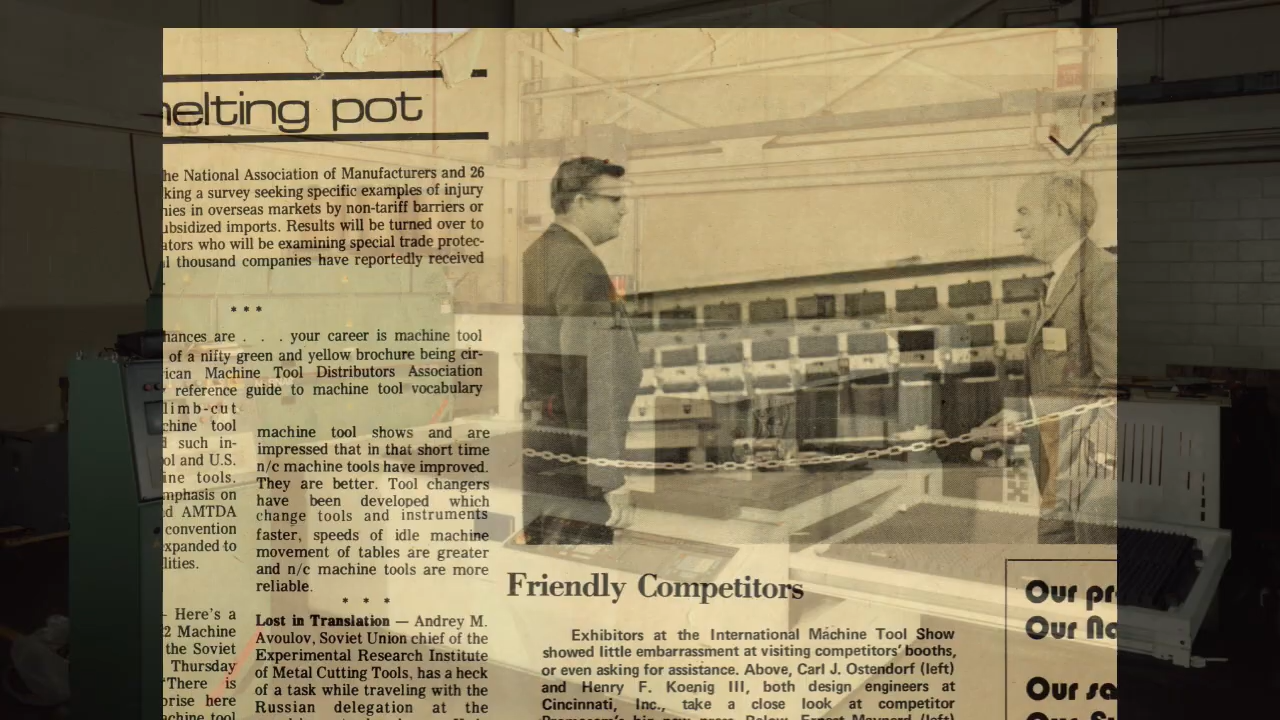 melting pot
he National Association of Manufacturers and 26
king a survey seeking specific examples of injury
nies in overseas markets by non-tariff barriers or
ubsidized imports. Results will be turned over to
ators who will be examining special trade protec-
l thousand companies have reportedly received
* * *
hances are . . . your career is machine tool
of a nifty green and yellow brochure being cir-
ican Machine Tool Distributors Association
reference guide to machine tool vocabulary
limb-cut
chine tool
such in-
ol and U.S.
ine tools.
mphasis on
d AMTDA
convention
expanded to
lities.
– Here's a
2 Machine
the Soviet
Thursday
"There is
prise here
achine tool
machine tool shows and are
impressed that in that short time
n/c machine tools have improved.
They are better. Tool changers
have been developed which
change tools and instruments
faster, speeds of idle machine
movement of tables are greater
and n/c machine tools are more
reliable.
* * *
Lost in Translation — Andrey M.
Avoulov, Soviet Union chief of the
Experimental Research Institute
of Metal Cutting Tools, has a heck
of a task while traveling with the
Russian delegation at the
Friendly Competitors
Exhibitors at the International Machine Tool Show
showed little embarrassment at visiting competitors' booths,
or even asking for assistance. Above, Carl J. Ostendorf (left)
and Henry F. Koenig III, both design engineers at
Cincinnati, Inc., take a close look at competitor
Our pr
Our No
Our sa